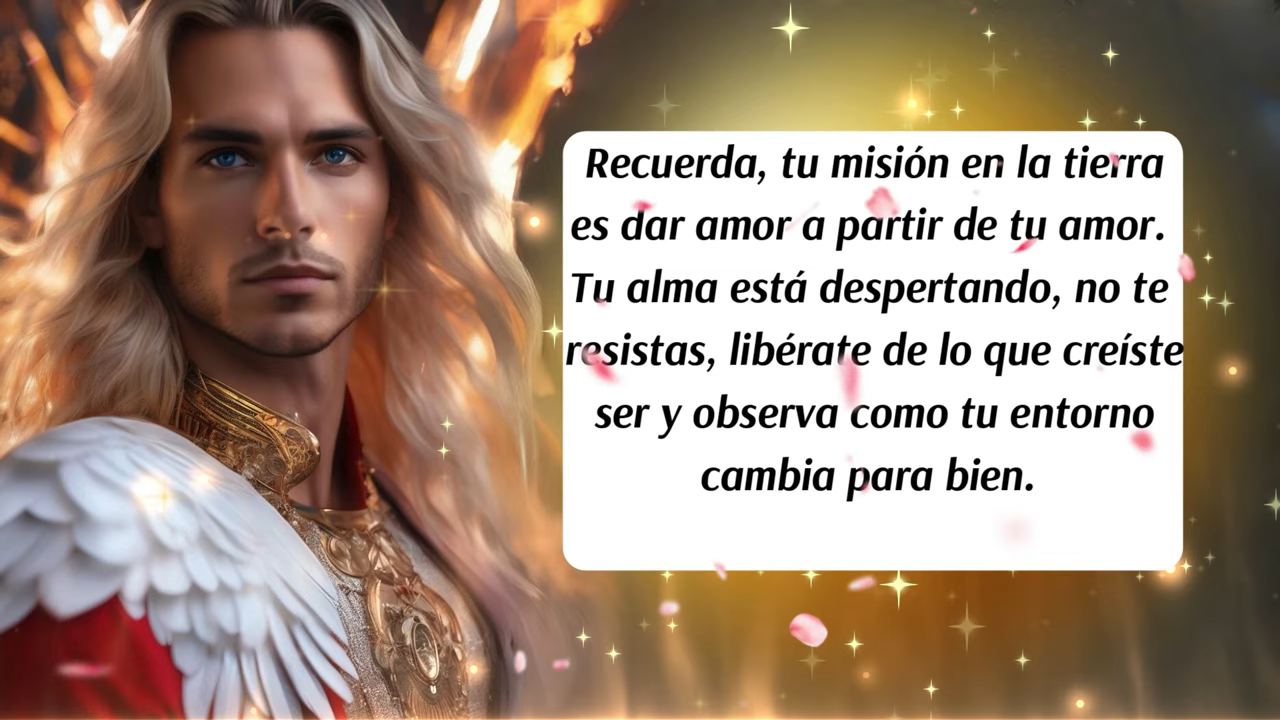 Recuerda, tu misión en la tierra
es dar amor a partir de tu amor.
Tu alma está despertando, no te
resistas, libérate de lo que creíste
ser y observa como tu entorno
cambia para bien.